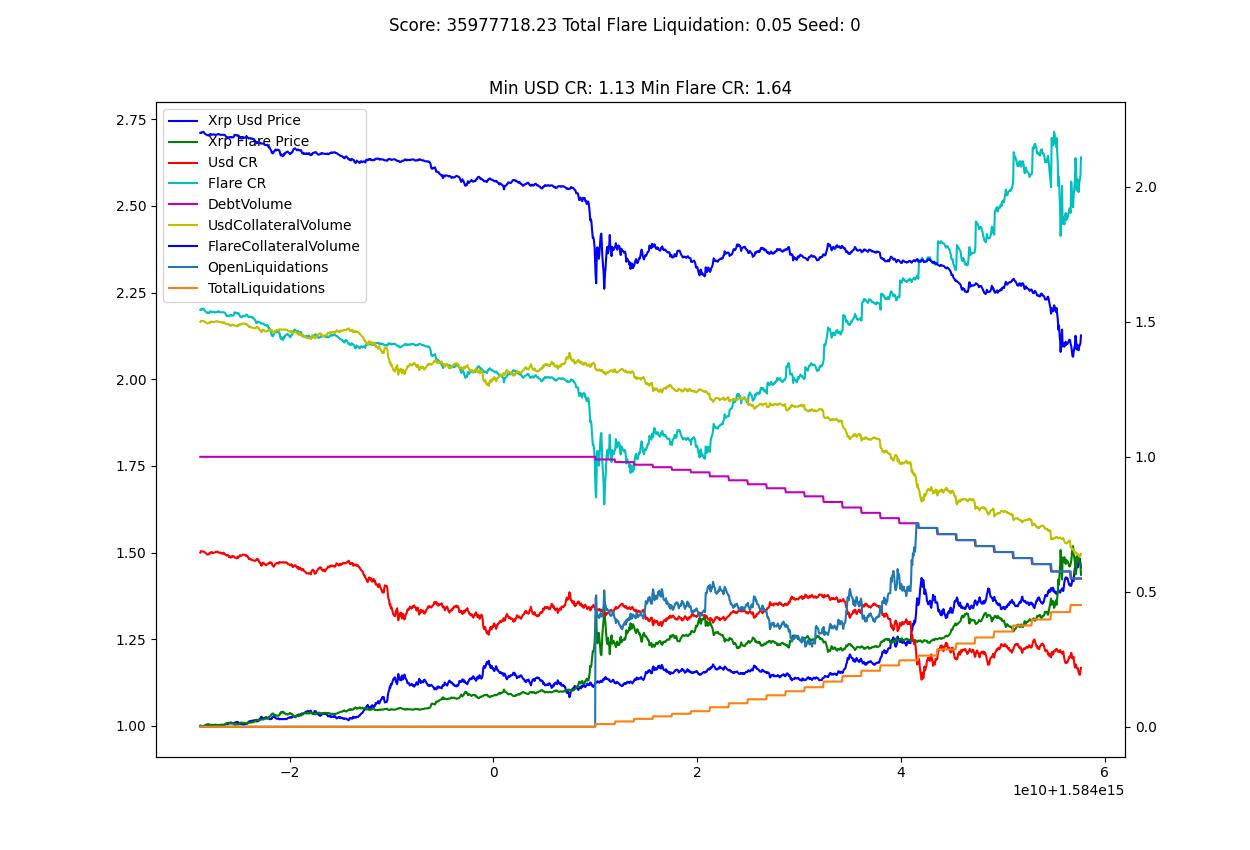 Score: 35977718.23 Total Flare Liquidation: 0.05 Seed: 0
Min USD CR: 1.13 Min Flare CR: 1.64
Xrp Usd Price
Xrp Flare Price
Usd CR
Flare CR
DebtVolume
UsdCollateralVolume
FlareCollateralVolume
OpenLiquidations
TotalLiquidations
2.75
2.50
2.25
2.00
1.75
1.50
1.25
1.00
2.0
1.5
1.0
0.5
0.0
−2 0 2 4 6
1e10+1.584e15